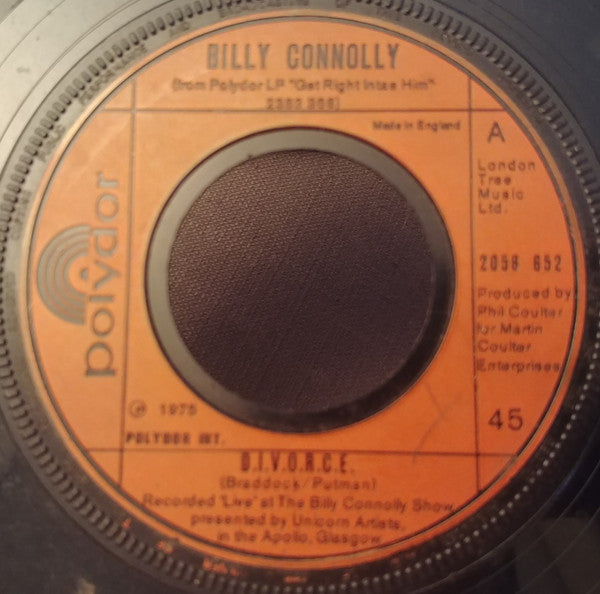 BILLY CONNOLLY
(from Polydor LP "Get Right Intae Him"
Made in England
A
London
Tree
Music
Ltd.
polydor
2058 652
Produced by
Phil Coulter
for Martin
Coulter
Enterprises
℗ 1975
45
POLYDOR INT.
D.I.V.O.R.C.E.
(Braddock/Putman)
Recorded 'Live' at The Billy Connolly Show,
presented by Unicorn Artists,
in the Apollo, Glasgow